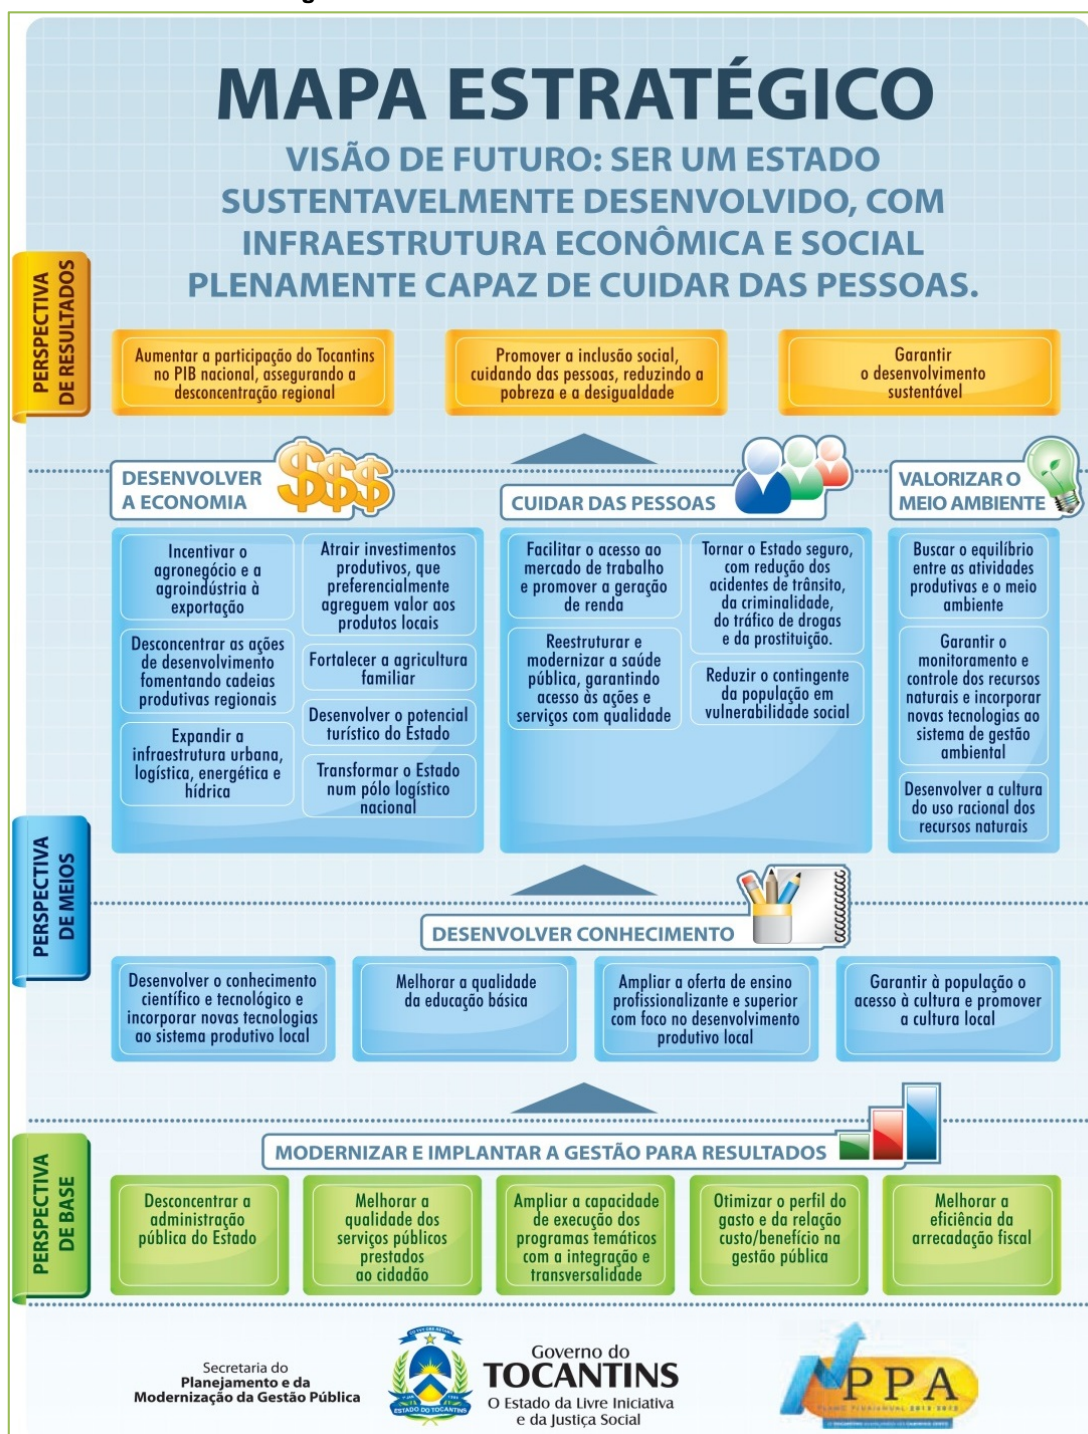 MAPA ESTRATÉGICO
VISÃO DE FUTURO: SER UM ESTADO
SUSTENTAVELMENTE DESENVOLVIDO, COM
INFRAESTRUTURA ECONÔMICA E SOCIAL
PLENAMENTE CAPAZ DE CUIDAR DAS PESSOAS.
PERSPECTIVA
DE RESULTADOS
Aumentar a participação do Tocantins
no PIB nacional, assegurando a
desconcentração regional
Promover a inclusão social,
cuidando das pessoas, reduzindo a
pobreza e a desigualdade
Garantir
o desenvolvimento
sustentável
PERSPECTIVA
DE MEIOS
DESENVOLVER
A ECONOMIA
$$$
Incentivar o
agronegócio e a
agroindústria à
exportação
Desconcentrar as ações
de desenvolvimento
fomentando cadeias
produtivas regionais
Expandir a
infraestrutura urbana,
logística, energética e
hídrica
Atrair investimentos
produtivos, que
preferencialmente
agreguem valor aos
produtos locais
Fortalecer a agricultura
familiar
Desenvolver o potencial
turístico do Estado
Transformar o Estado
num pólo logístico
nacional
CUIDAR DAS PESSOAS
Facilitar o acesso ao
mercado de trabalho
e promover a geração
de renda
Reestruturar e
modernizar a saúde
pública, garantindo
acesso às ações e
serviços com qualidade
Tornar o Estado seguro,
com redução dos
acidentes de trânsito,
da criminalidade,
do tráfico de drogas
e da prostituição.
Reduzir o contingente
da população em
vulnerabilidade social
VALORIZAR O
MEIO AMBIENTE
Buscar o equilíbrio
entre as atividades
produtivas e o meio
ambiente
Garantir o
monitoramento e
controle dos recursos
naturais e incorporar
novas tecnologias ao
sistema de gestão
ambiental
Desenvolver a cultura
do uso racional dos
recursos naturais
DESENVOLVER CONHECIMENTO
Desenvolver o conhecimento
científico e tecnológico e
incorporar novas tecnologias
ao sistema produtivo local
Melhorar a qualidade
da educação básica
Ampliar a oferta de ensino
profissionalizante e superior
com foco no desenvolvimento
produtivo local
Garantir à população o
acesso à cultura e promover
a cultura local
PERSPECTIVA
DE BASE
MODERNIZAR E IMPLANTAR A GESTÃO PARA RESULTADOS
Desconcentrar a
administração
pública do Estado
Melhorar a
qualidade dos
serviços públicos
prestados
ao cidadão
Ampliar a capacidade
de execução dos
programas temáticos
com a integração e
transversalidade
Otimizar o perfil do
gasto e da relação
custo/benefício na
gestão pública
Melhorar a
eficiência da
arrecadação fiscal
Secretaria do
Planejamento e da
Modernização da Gestão Pública
ESTADO DO TOCANTINS
Governo do
TOCANTINS
O Estado da Livre Iniciativa
e da Justiça Social
PPA